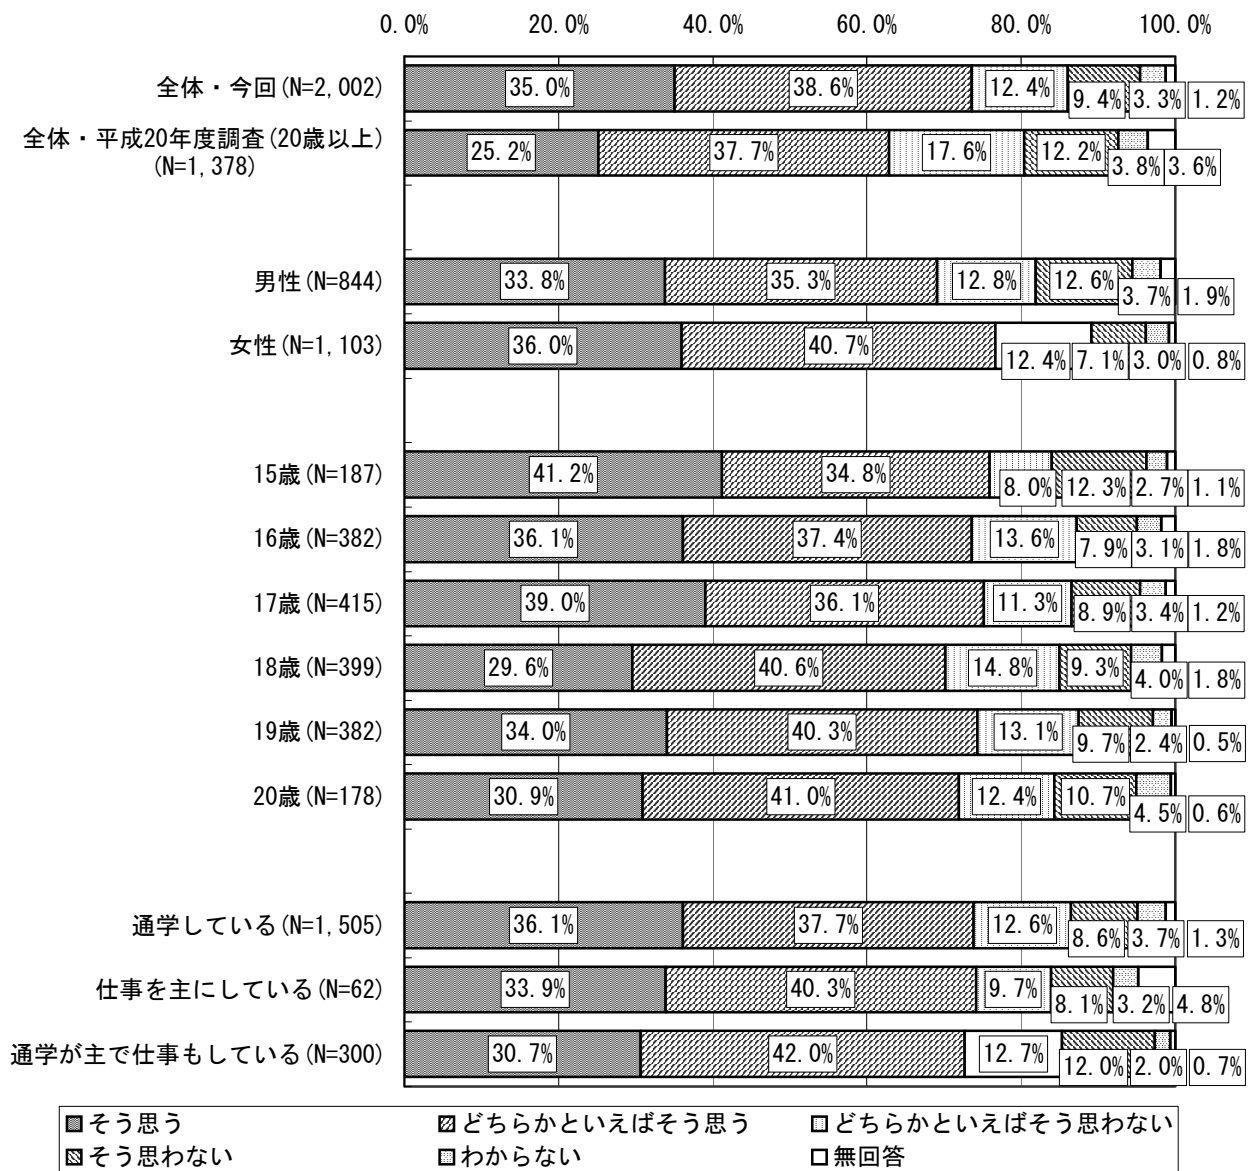 0.0% 20.0% 40.0% 60.0% 80.0% 100.0%
全体・今回(N=2,002) 35.0% 38.6% 12.4% 9.4% 3.3% 1.2%
全体・平成20年度調査(20歳以上)
(N=1,378) 25.2% 37.7% 17.6% 12.2% 3.8% 3.6%
男性(N=844) 33.8% 35.3% 12.8% 12.6% 3.7% 1.9%
女性(N=1,103) 36.0% 40.7% 12.4% 7.1% 3.0% 0.8%
15歳(N=187) 41.2% 34.8% 8.0% 12.3% 2.7% 1.1%
16歳(N=382) 36.1% 37.4% 13.6% 7.9% 3.1% 1.8%
17歳(N=415) 39.0% 36.1% 11.3% 8.9% 3.4% 1.2%
18歳(N=399) 29.6% 40.6% 14.8% 9.3% 4.0% 1.8%
19歳(N=382) 34.0% 40.3% 13.1% 9.7% 2.4% 0.5%
20歳(N=178) 30.9% 41.0% 12.4% 10.7% 4.5% 0.6%
通学している(N=1,505) 36.1% 37.7% 12.6% 8.6% 3.7% 1.3%
仕事を主にしている(N=62) 33.9% 40.3% 9.7% 8.1% 3.2% 4.8%
通学が主で仕事もしている(N=300) 30.7% 42.0% 12.7% 12.0% 2.0% 0.7%
そう思う どちらかといえばそう思う どちらかといえばそう思わない
そう思わない わからない 無回答